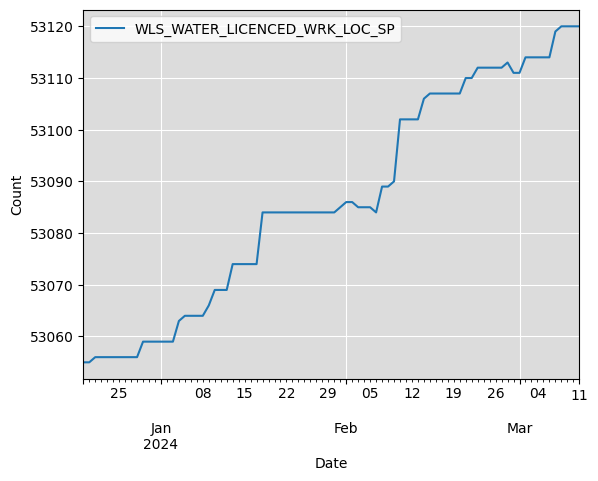 WLS_WATER_LICENCED_WRK_LOC_SP
53120
53110
53100
53090
53080
53070
53060
Count
25 08 15 22 29 05 12 19 26 04 11
Jan Feb Mar
2024
Date